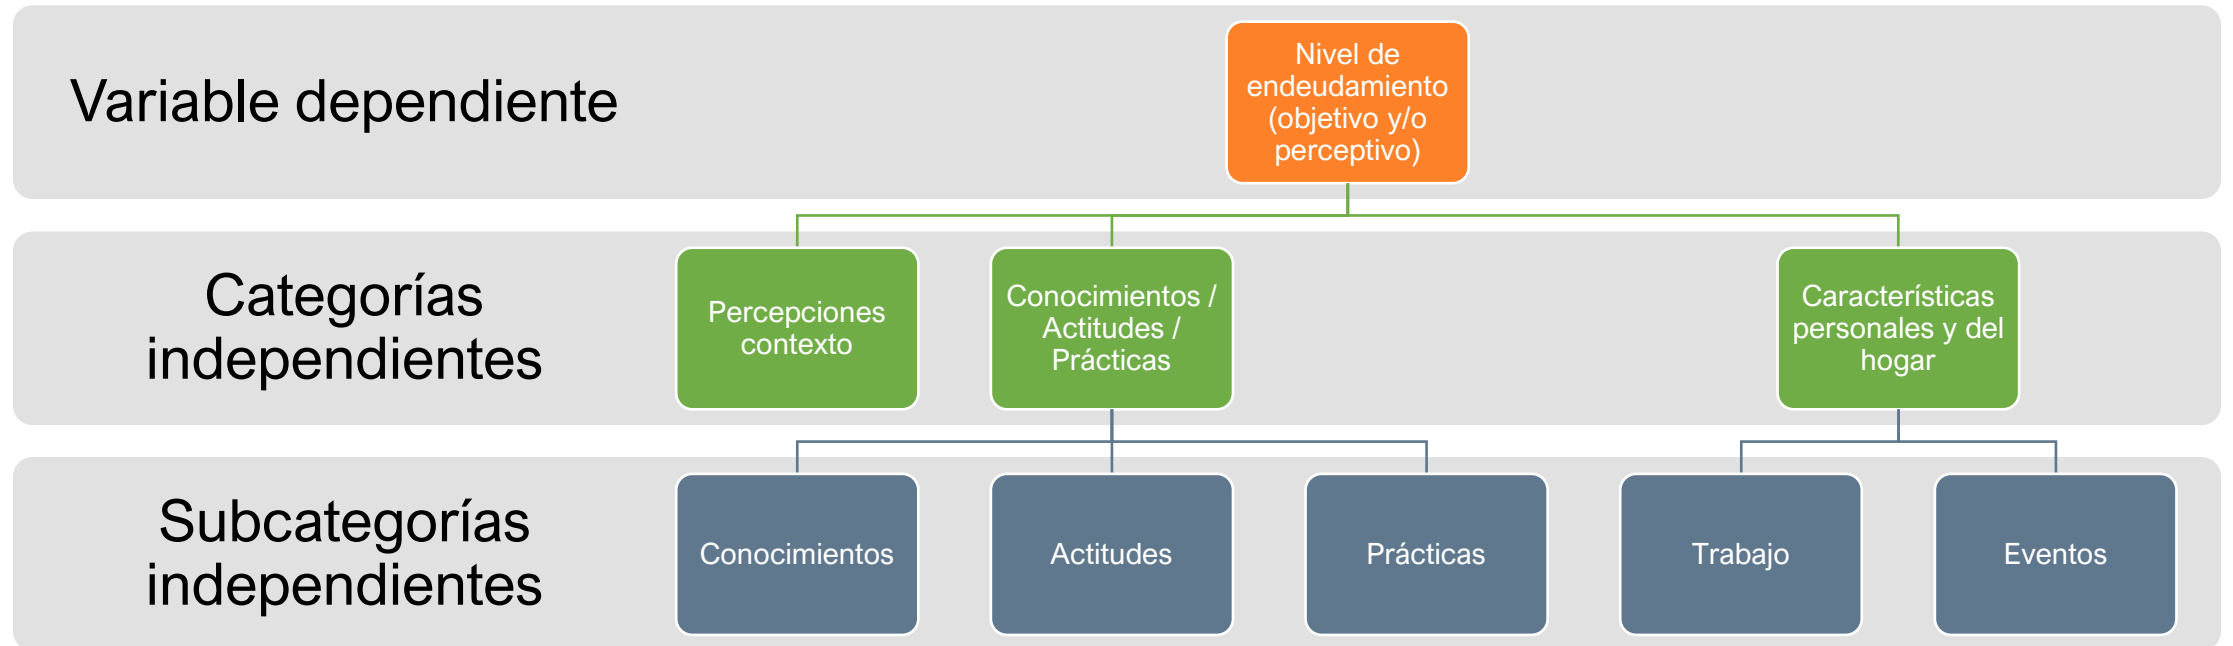 Variable dependiente
Nivel de
endeudamiento
(objetivo y/o
perceptivo)
Categorías
independientes
Percepciones
contexto
Conocimientos /
Actitudes /
Prácticas
Características
personales y del
hogar
Subcategorías
independientes
Conocimientos
Actitudes
Prácticas
Trabajo
Eventos